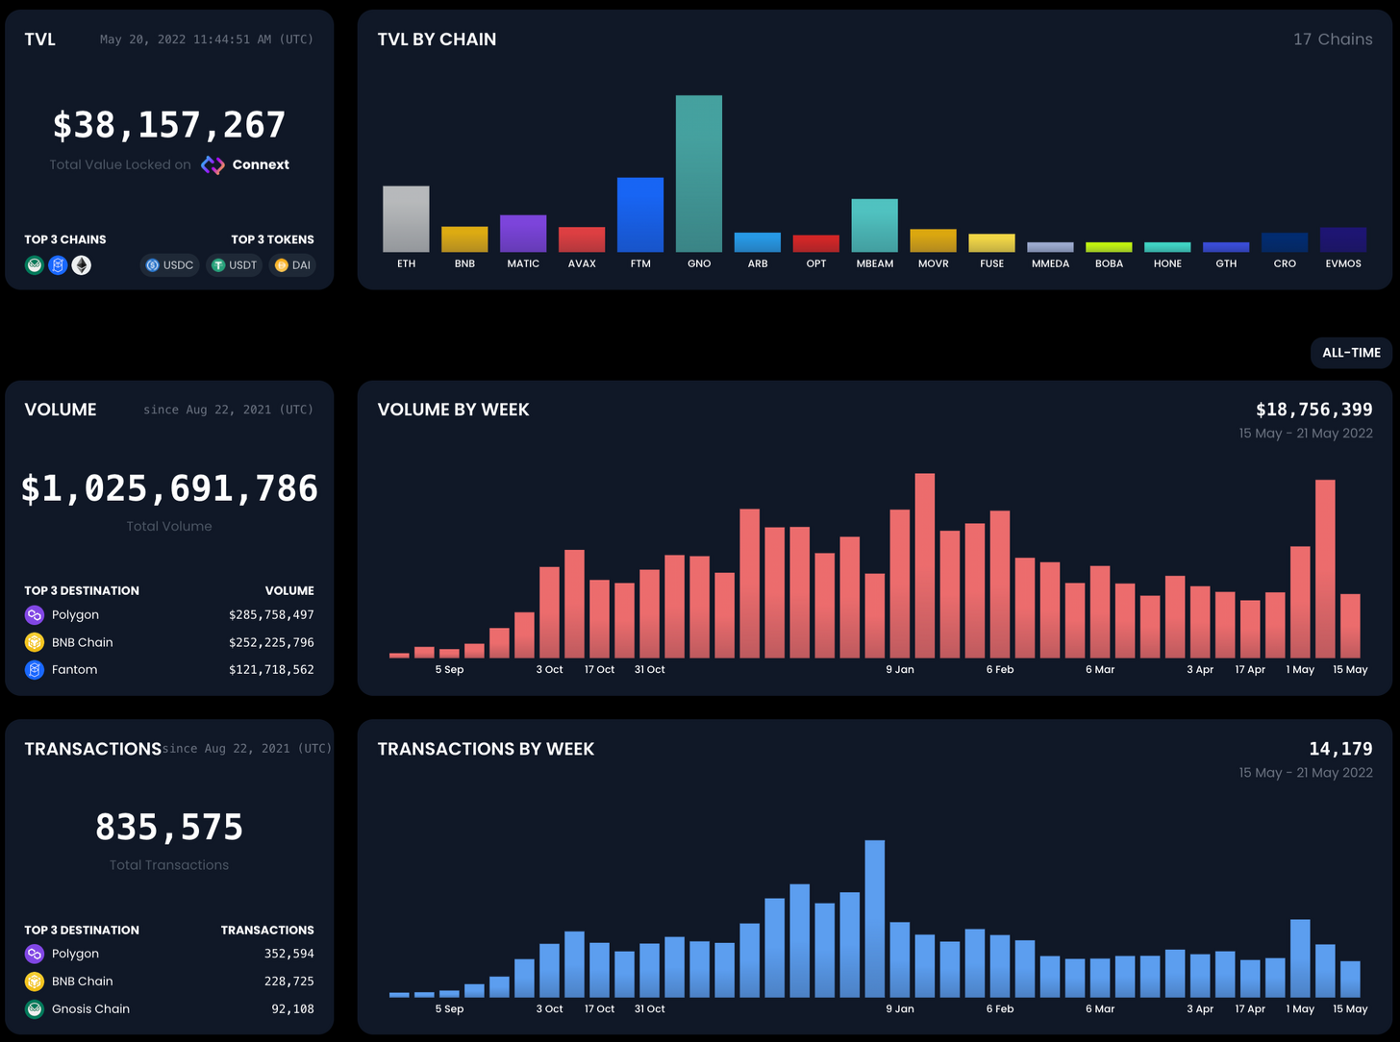 TVL May 20, 2022 11:44:51 AM (UTC)
$38,157,267
Total Value Locked on Connext
TOP 3 CHAINS TOP 3 TOKENS
USDC USDT DAI
TVL BY CHAIN 17 Chains
ETH BNB MATIC AVAX FTM GNO ARB OPT MBEAM MOVR FUSE MMEDA BOBA HONE GTH CRO EVMOS
ALL-TIME
VOLUME since Aug 22, 2021 (UTC)
$1,025,691,786
Total Volume
TOP 3 DESTINATION VOLUME
Polygon $285,758,497
BNB Chain $252,225,796
Fantom $121,718,562
VOLUME BY WEEK $18,756,399
15 May - 21 May 2022
5 Sep 3 Oct 17 Oct 31 Oct 9 Jan 6 Feb 6 Mar 3 Apr 17 Apr 1 May 15 May
TRANSACTIONS since Aug 22, 2021 (UTC)
835,575
Total Transactions
TOP 3 DESTINATION TRANSACTIONS
Polygon 352,594
BNB Chain 228,725
Gnosis Chain 92,108
TRANSACTIONS BY WEEK 14,179
15 May - 21 May 2022
5 Sep 3 Oct 17 Oct 31 Oct 9 Jan 6 Feb 6 Mar 3 Apr 17 Apr 1 May 15 May